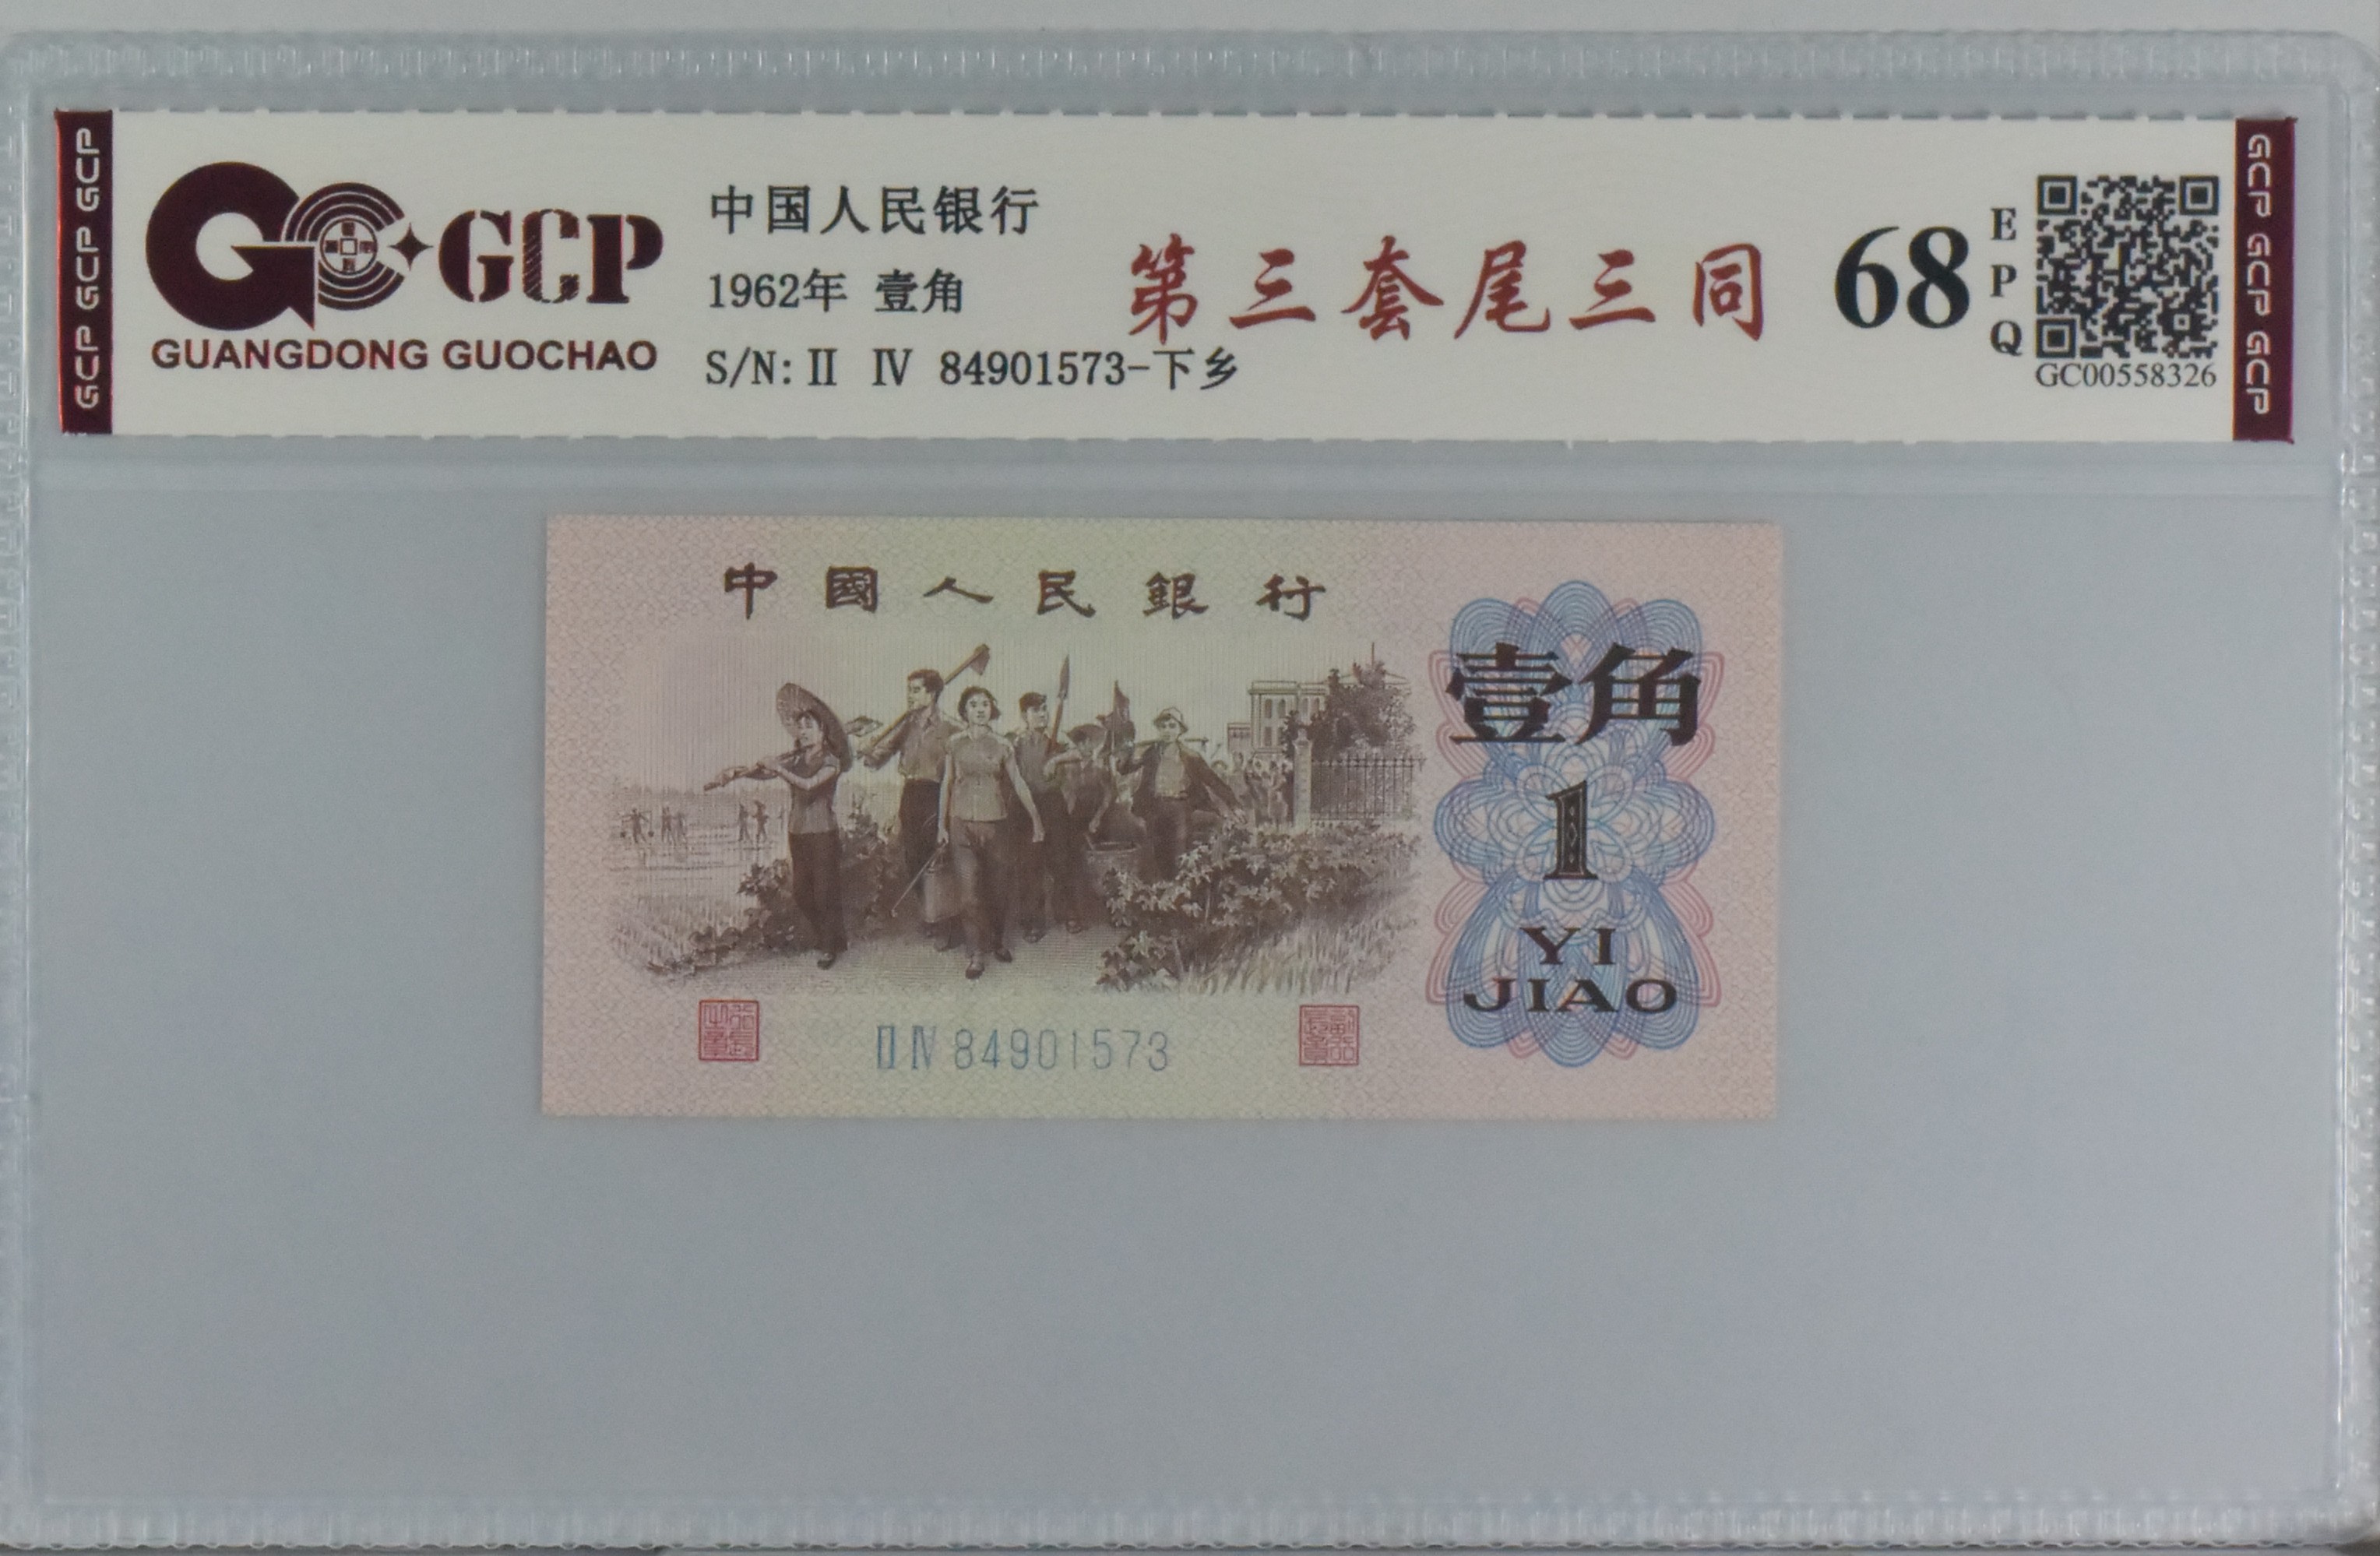 GCP GCP GCP
GCP
GUANGDONG GUOCHAO
中国人民银行
1962年 壹角
S/N: II IV 84901573-下乡
第三套尾三同
68
EPQ
GC00558326
GCP GCP GCP
中國人民銀行
壹角
1
YI
JIAO
II IV 84901573